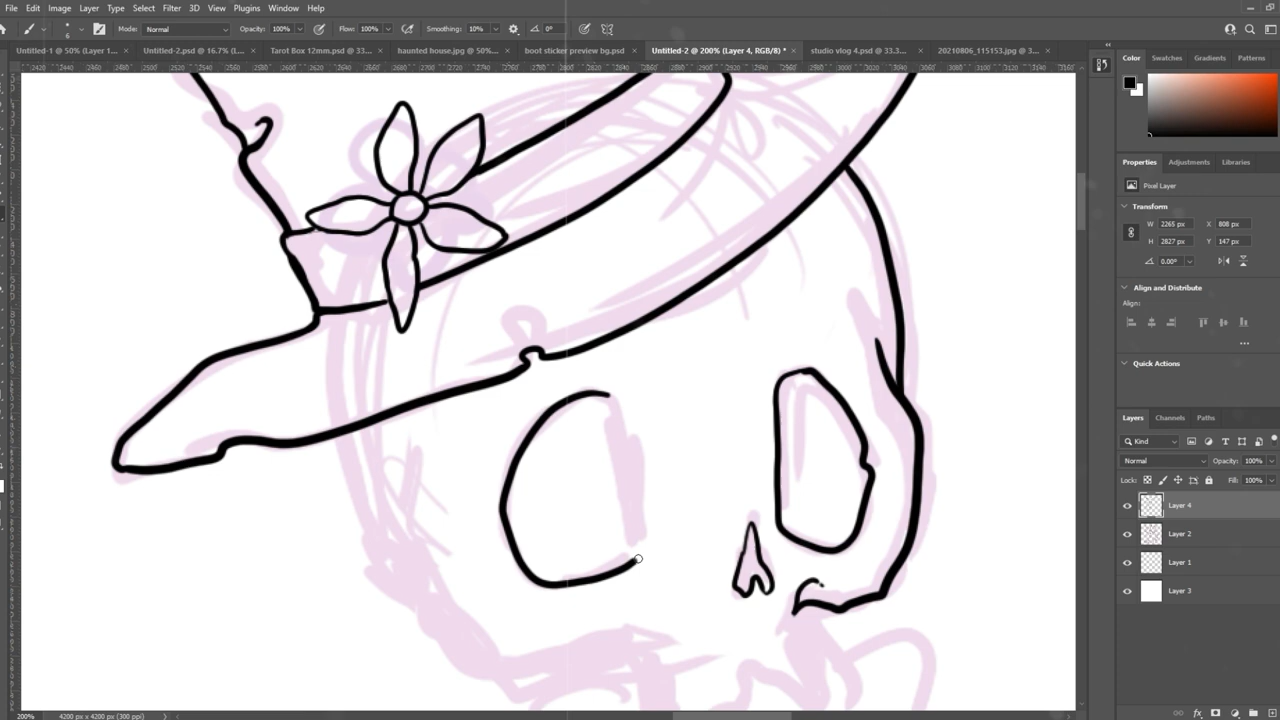 File Edit Image Layer Type Select Filter 3D View Plugins Window Help
6 Mode: Normal Opacity: 100% Flow: 100% Smoothing: 10% 0°
Untitled-1 @ 50% (Layer 1... × Untitled-2.psd @ 16.7% (L... × Tarot Box 12mm.psd @ 33... × haunted house.jpg @ 50%... × boot sticker preview bg.psd × Untitled-2 @ 200% (Layer 4, RGB/8) * × studio vlog 4.psd @ 33.3... × 20210806_115153.jpg @ 3... ×
Color Swatches Gradients Patterns
Properties Adjustments Libraries
Pixel Layer
Transform
W 2265 px X 808 px
H 2827 px Y 147 px
0.00°
Align and Distribute
Align:
Quick Actions
Layers Channels Paths
Kind
Normal Opacity: 100%
Lock: Fill: 100%
Layer 4
Layer 2
Layer 1
Layer 3
200% 4200 px x 4200 px (300 ppi)